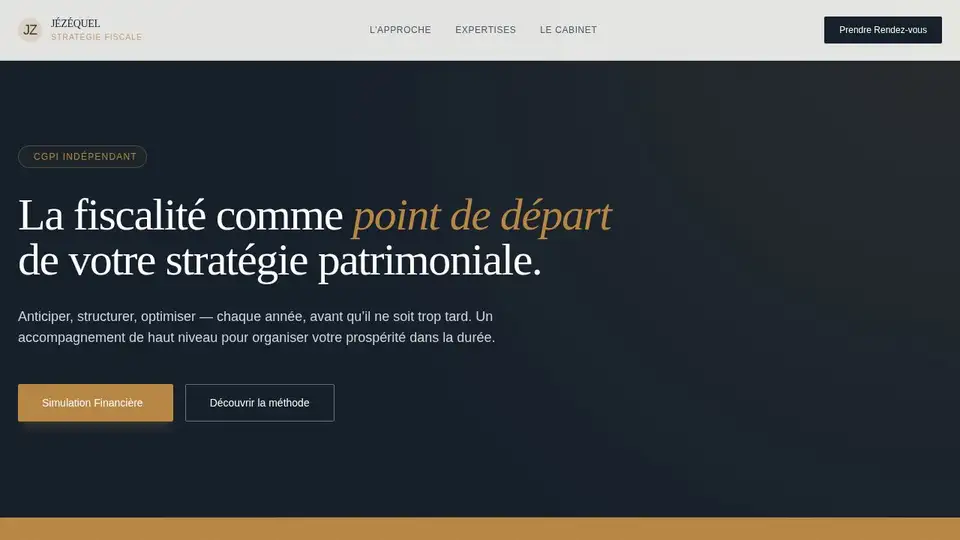 JZ
JÉZÉQUEL
STRATÉGIE FISCALE
L'APPROCHE
EXPERTISES
LE CABINET
Prendre Rendez-vous
CGPI INDÉPENDANT
La fiscalité comme point de départ
de votre stratégie patrimoniale.
Anticiper, structurer, optimiser — chaque année, avant qu'il ne soit trop tard. Un
accompagnement de haut niveau pour organiser votre prospérité dans la durée.
Simulation Financière
Découvrir la méthode